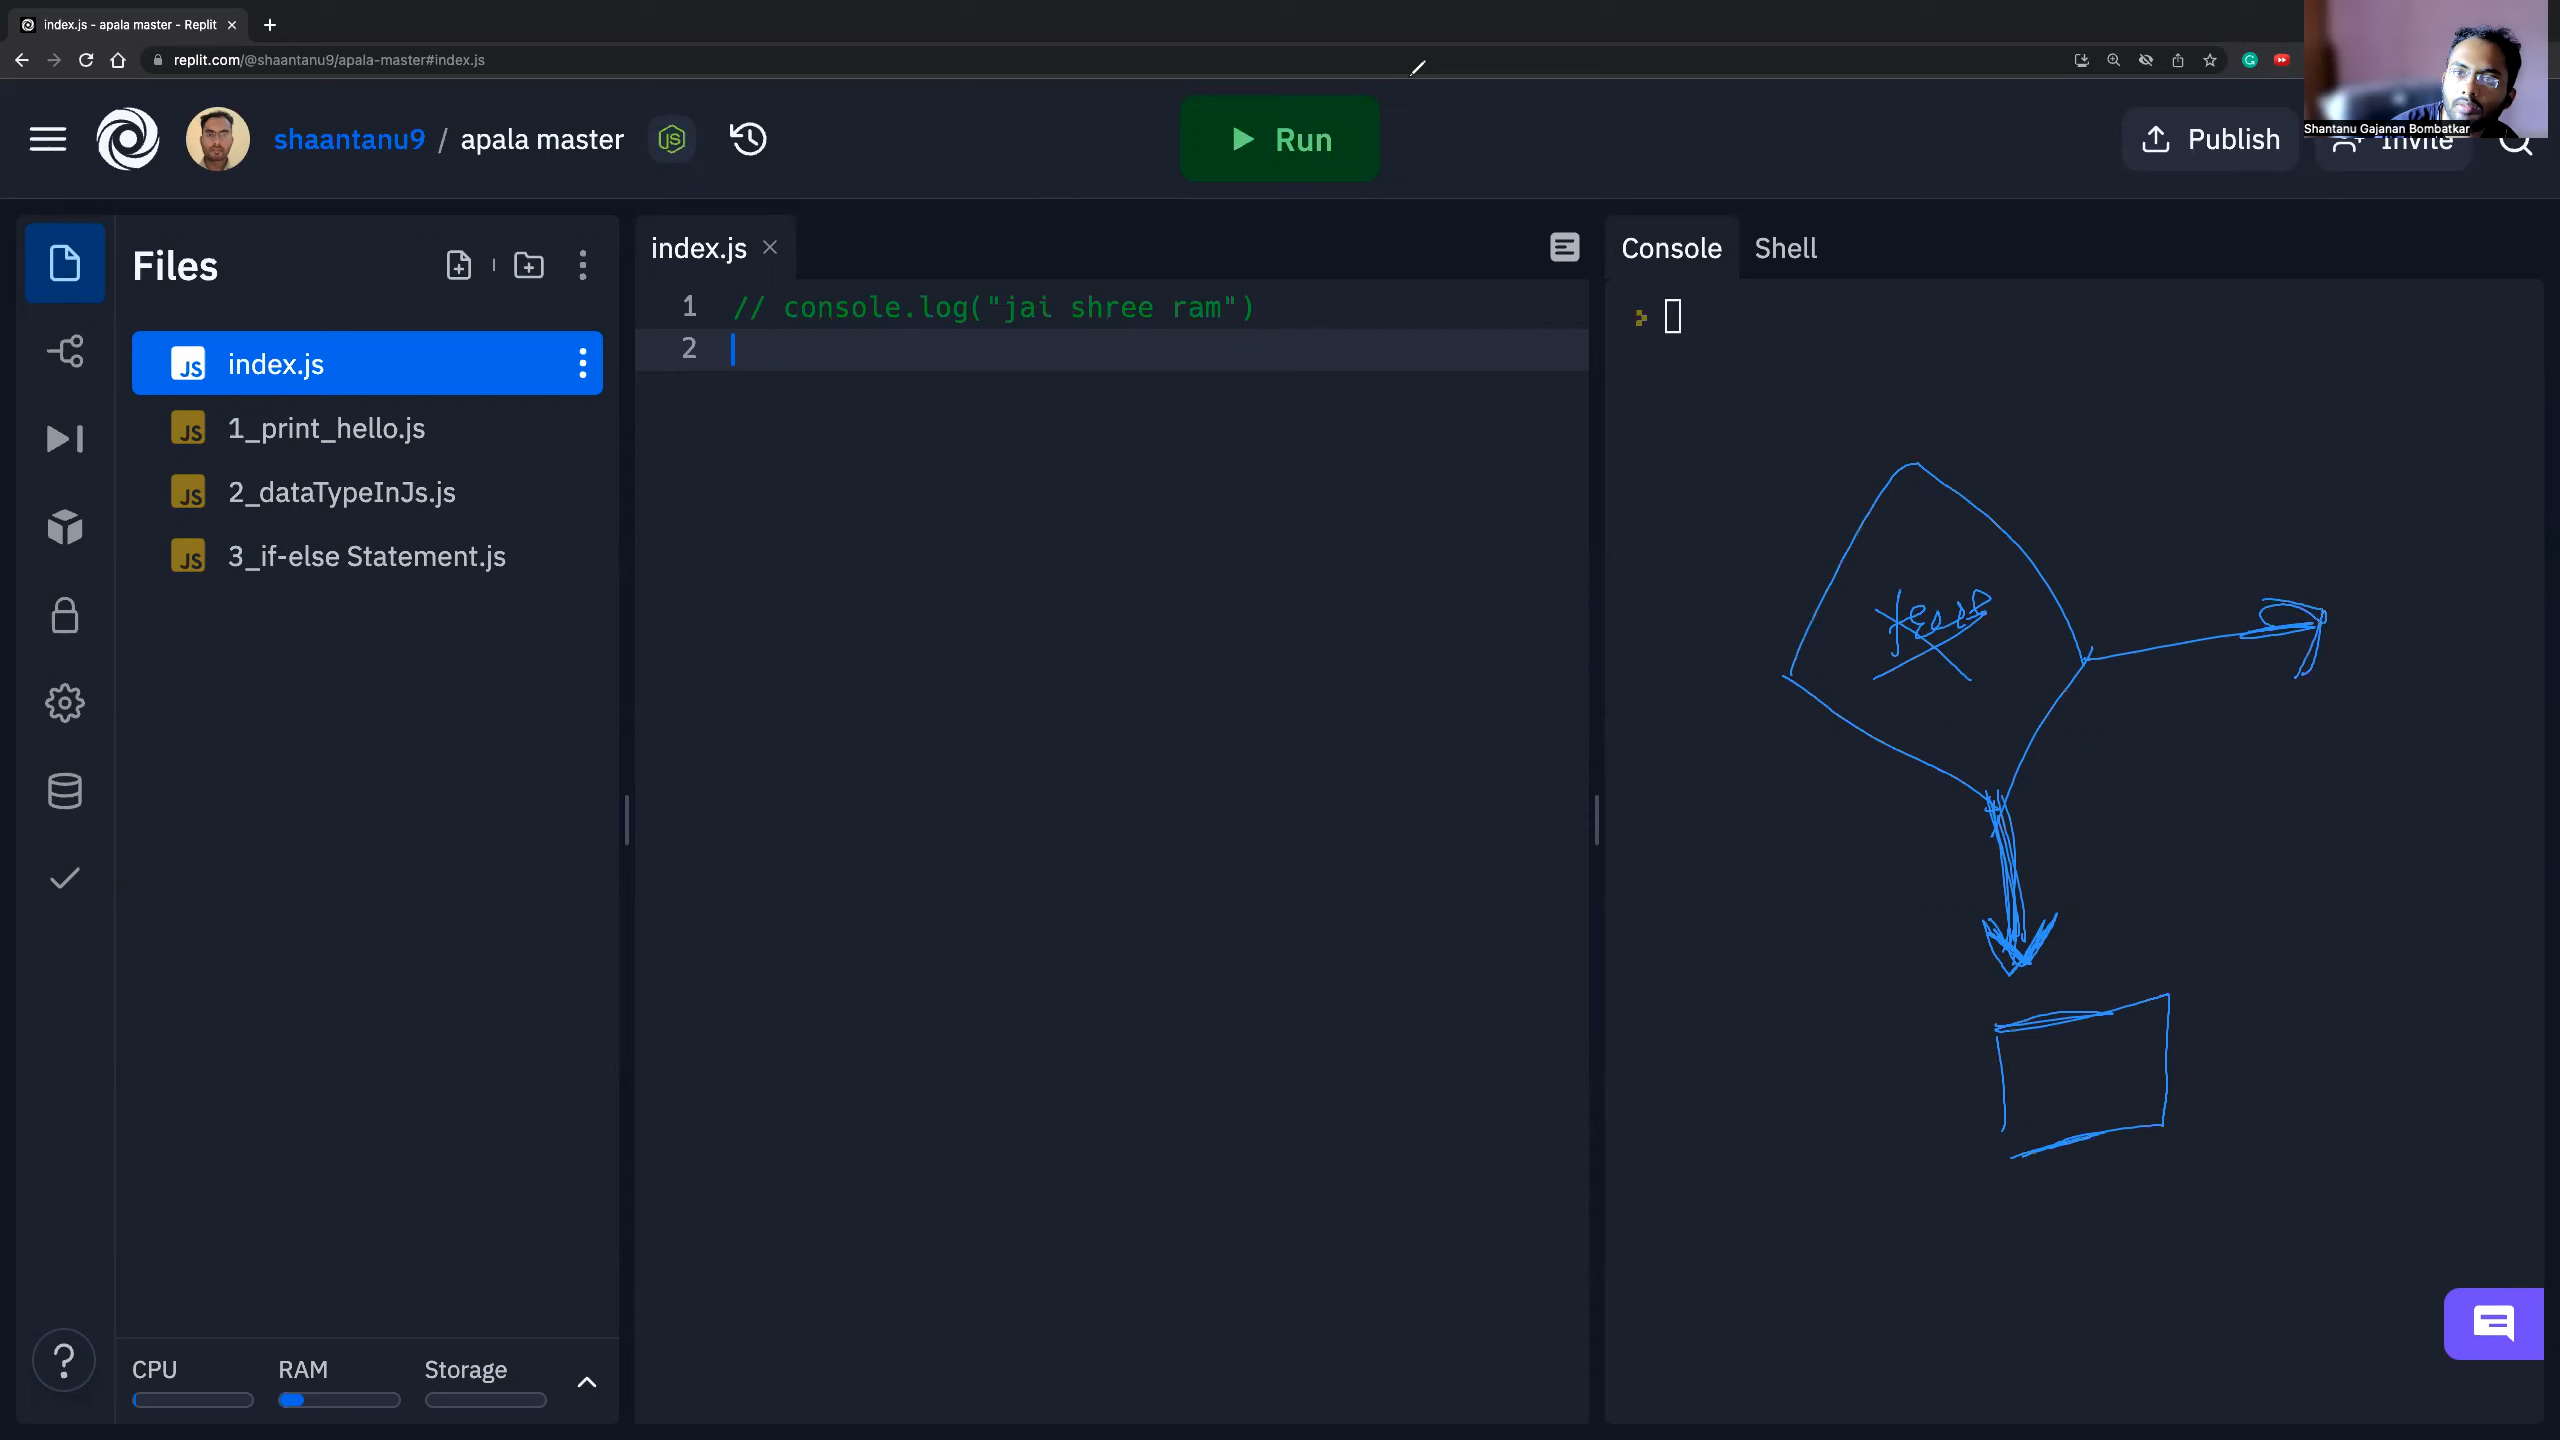 index.js - apala master - Replit
replit.com/@shaantanu9/apala-master#index.js
Shantanu Gajanan Bombatkar
shaantanu9 / apala master
Run
Publish
Invite
Files
index.js
1_print_hello.js
2_dataTypeInJs.js
3_if-else Statement.js
CPU RAM Storage
index.js
1 // console.log("jai shree ram")
2
Console Shell